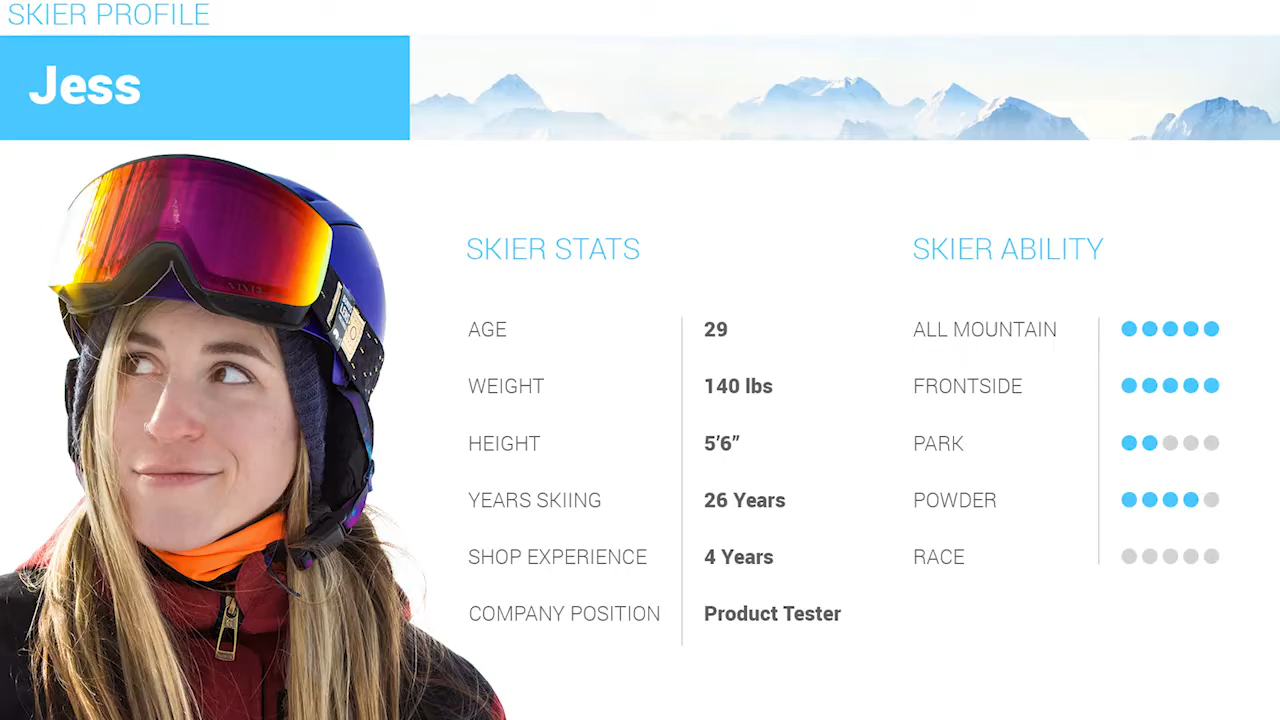 SKIER PROFILE
Jess
SKIER STATS
AGE 29
WEIGHT 140 lbs
HEIGHT 5’6”
YEARS SKIING 26 Years
SHOP EXPERIENCE 4 Years
COMPANY POSITION Product Tester
SKIER ABILITY
ALL MOUNTAIN
FRONTSIDE
PARK
POWDER
RACE